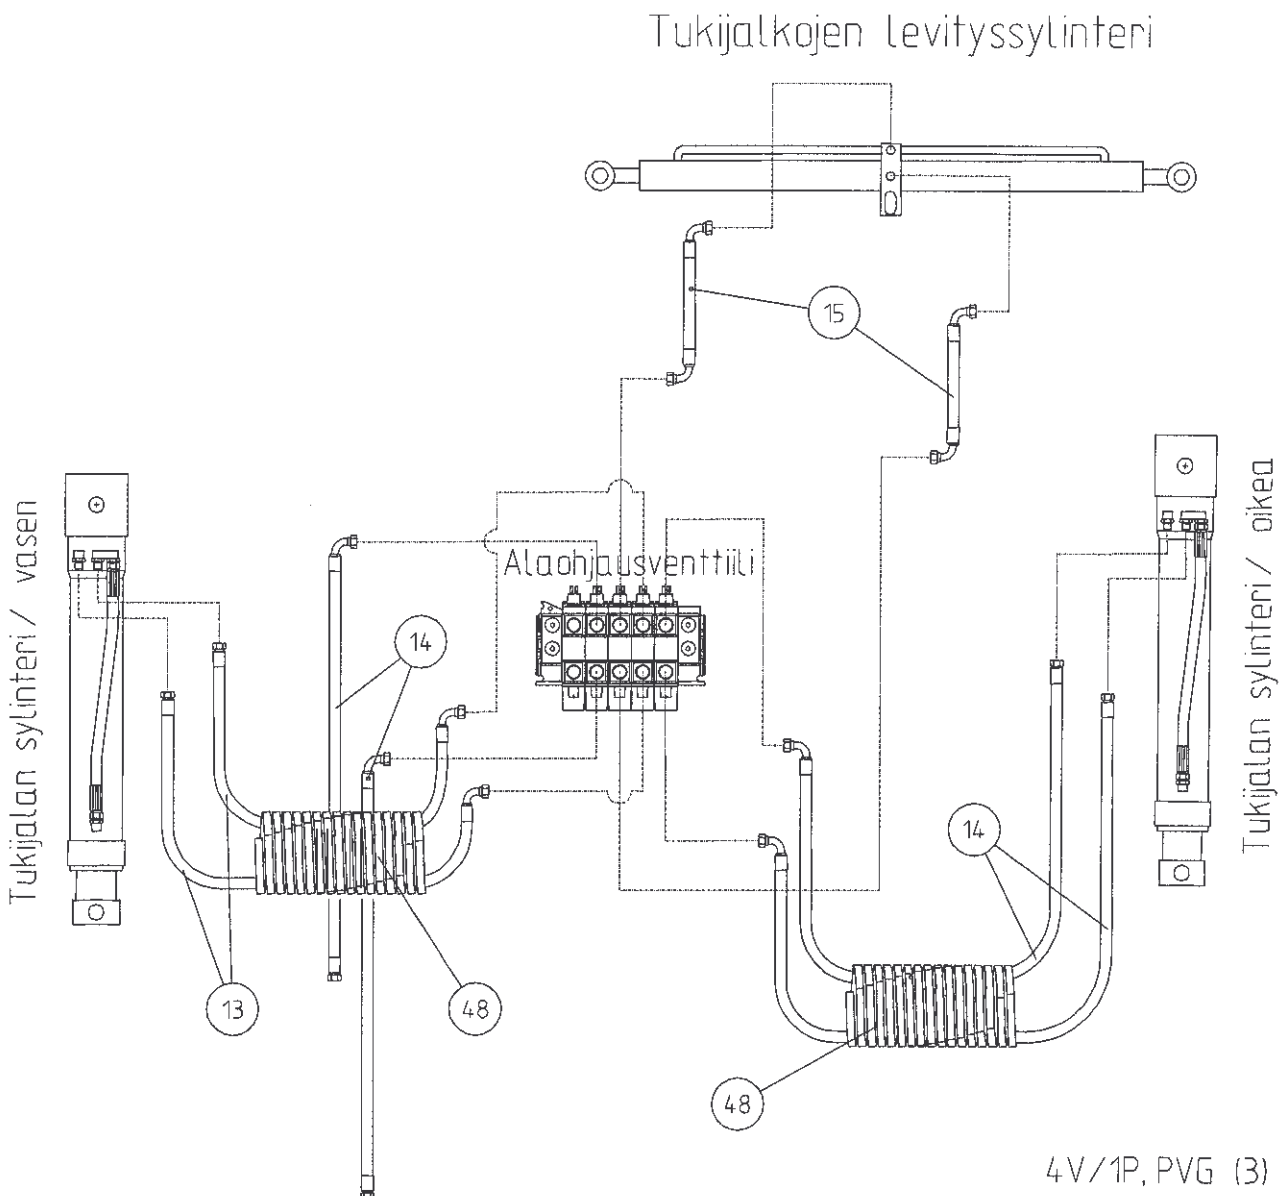 Tukijalkojen levityssylinteri
15
Tukijalan sylinteri/ vasen
Tukijalan sylinteri/ oikea
Alaohjausventtiili
14
14
13
48
48
4V/1P, PVG (3)